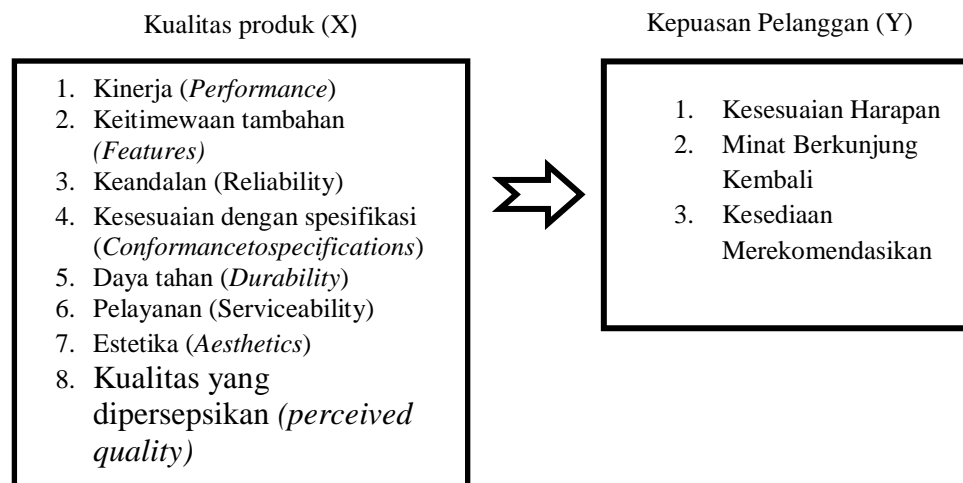 Kualitas produk (X)
1. Kinerja (Performance)
2. Keitimewaan tambahan
(Features)
3. Keandalan (Reliability)
4. Kesesuaian dengan spesifikasi
(Conformancetospecifications)
5. Daya tahan (Durability)
6. Pelayanan (Serviceability)
7. Estetika (Aesthetics)
8. Kualitas yang
dipersepsikan (perceived
quality)
Kepuasan Pelanggan (Y)
1. Kesesuaian Harapan
2. Minat Berkunjung
Kembali
3. Kesediaan
Merekomendasikan